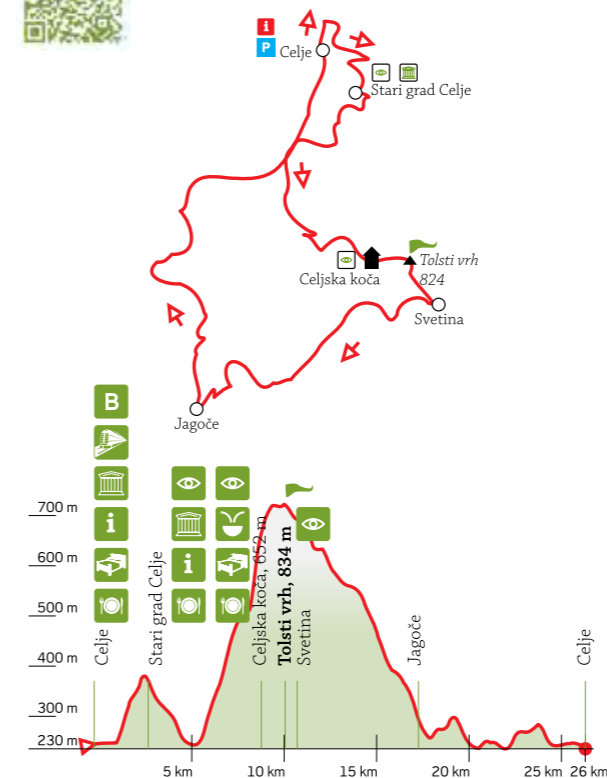 i
P
Celje
Stari grad Celje
Tolsti vrh
824
Celjska koča
Svetina
Jagoče
B
i
i
700 m
600 m
500 m
400 m
300 m
230 m
Celje
Stari grad Celje
Celjska koča, 652 m
Tolsti vrh, 834 m
Svetina
Jagoče
Celje
5 km
10 km
15 km
20 km
25 km
26 km